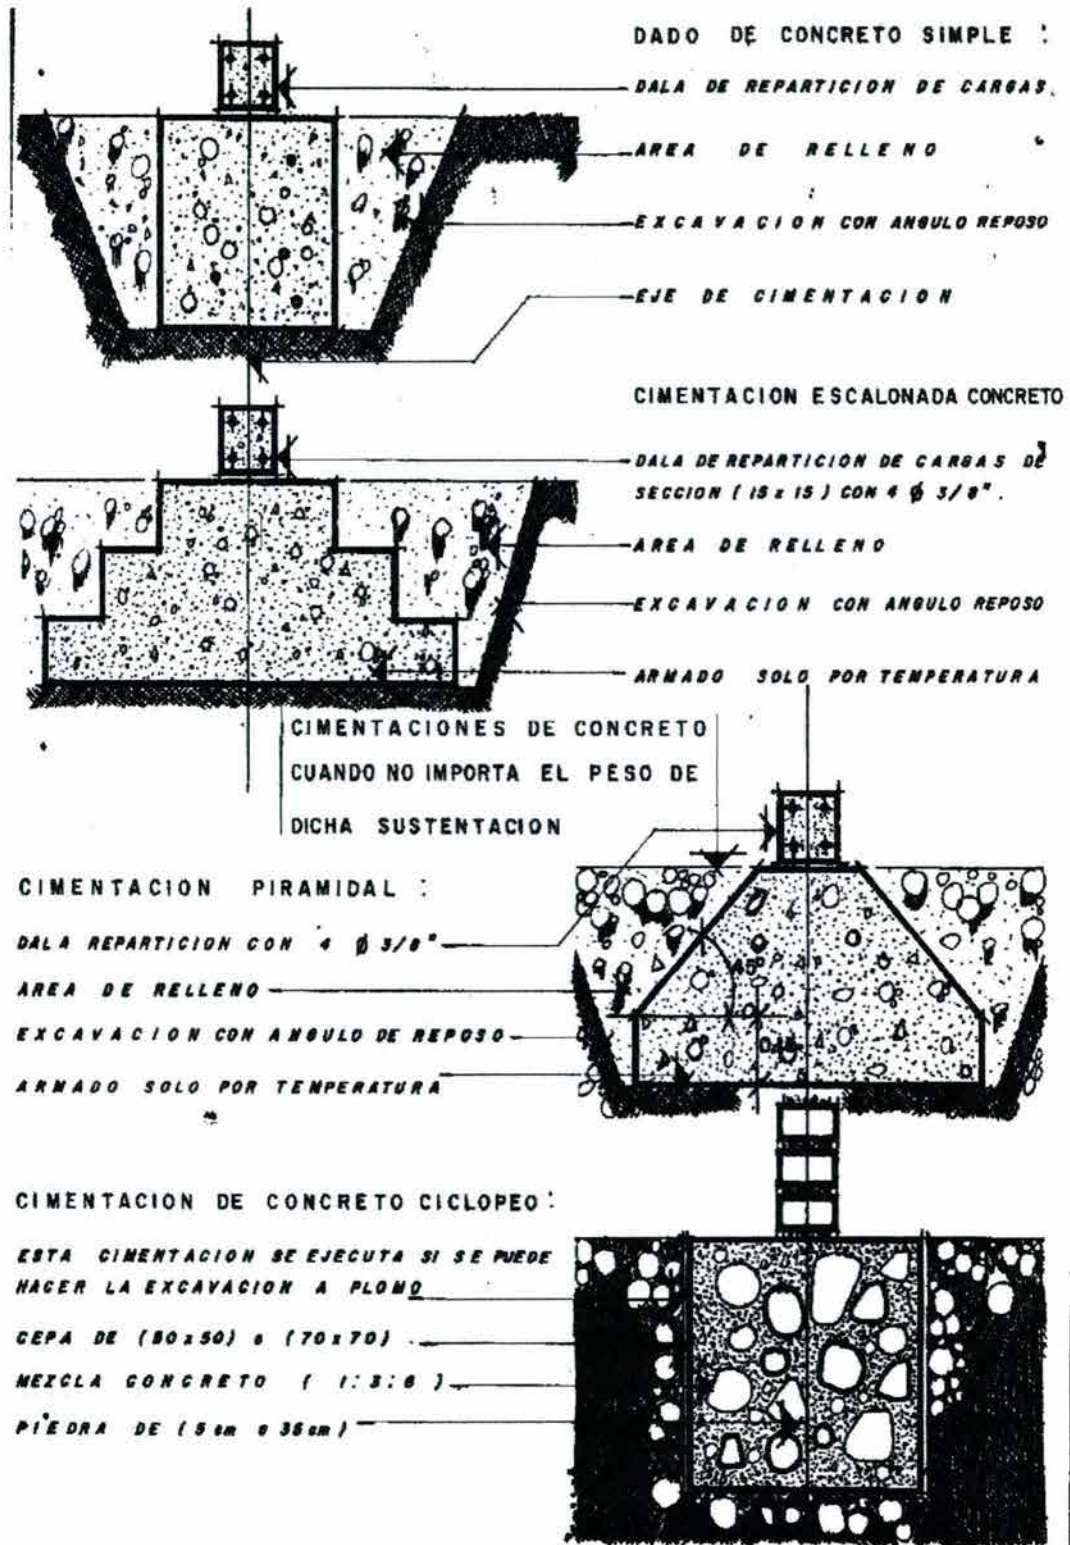 DADO DE CONCRETO SIMPLE :
DALA DE REPARTICION DE CARGAS.
AREA DE RELLENO
EXCAVACION CON ANGULO REPOSO
EJE DE CIMENTACION
CIMENTACION ESCALONADA CONCRETO
DALA DE REPARTICION DE CARGAS DE
SECCION (15 x 15) CON 4 ∅ 3/8".
AREA DE RELLENO
EXCAVACION CON ANGULO REPOSO
ARMADO SOLO POR TEMPERATURA
CIMENTACIONES DE CONCRETO
CUANDO NO IMPORTA EL PESO DE
DICHA SUSTENTACION
CIMENTACION PIRAMIDAL :
DALA REPARTICION CON 4 ∅ 3/8"
AREA DE RELLENO
EXCAVACION CON ANGULO DE REPOSO
ARMADO SOLO POR TEMPERATURA
45°
CIMENTACION DE CONCRETO CICLOPEO :
ESTA CIMENTACION SE EJECUTA SI SE PUEDE
HACER LA EXCAVACION A PLOMO
CEPA DE (50x50) o (70x70)
MEZCLA CONCRETO ( 1:3:6 )
PIEDRA DE (5 cm a 35 cm)